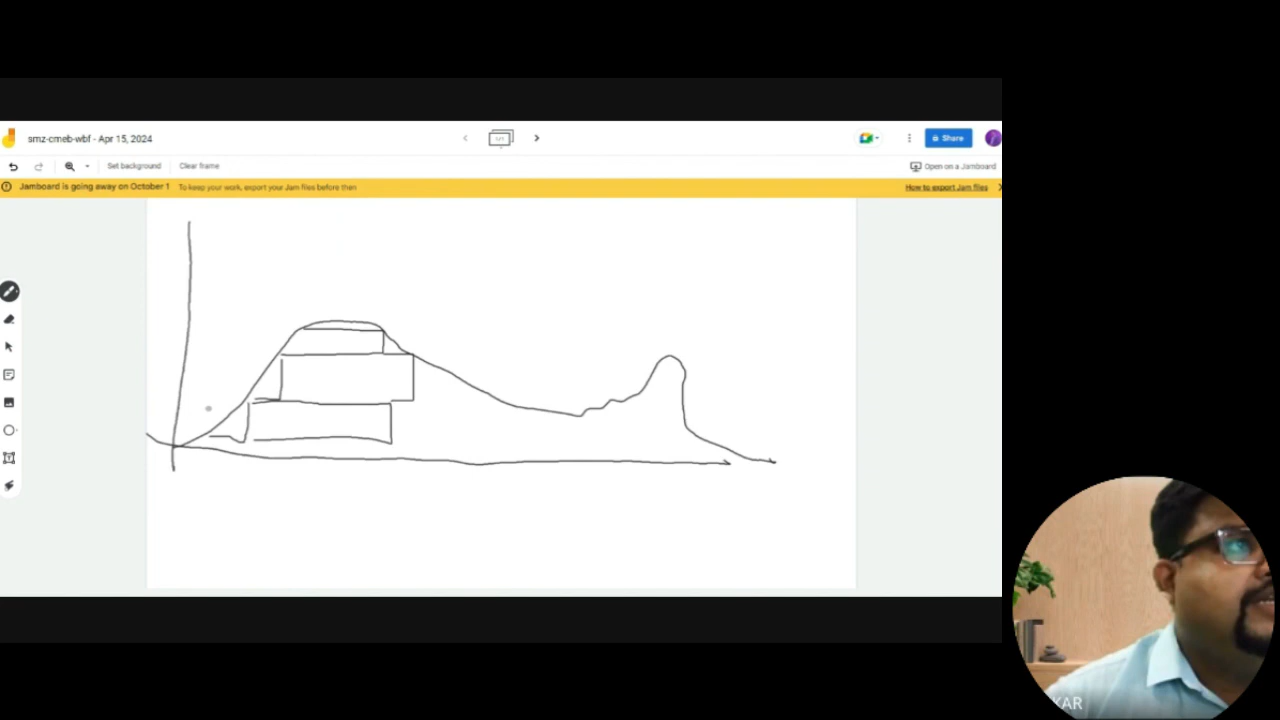 smz-cmeb-wbf - Apr 15, 2024
Share
Set background
Clear frame
Open on a Jamboard
Jamboard is going away on October 1 To keep your work, export your Jam files before then
How to export Jam files
KAR